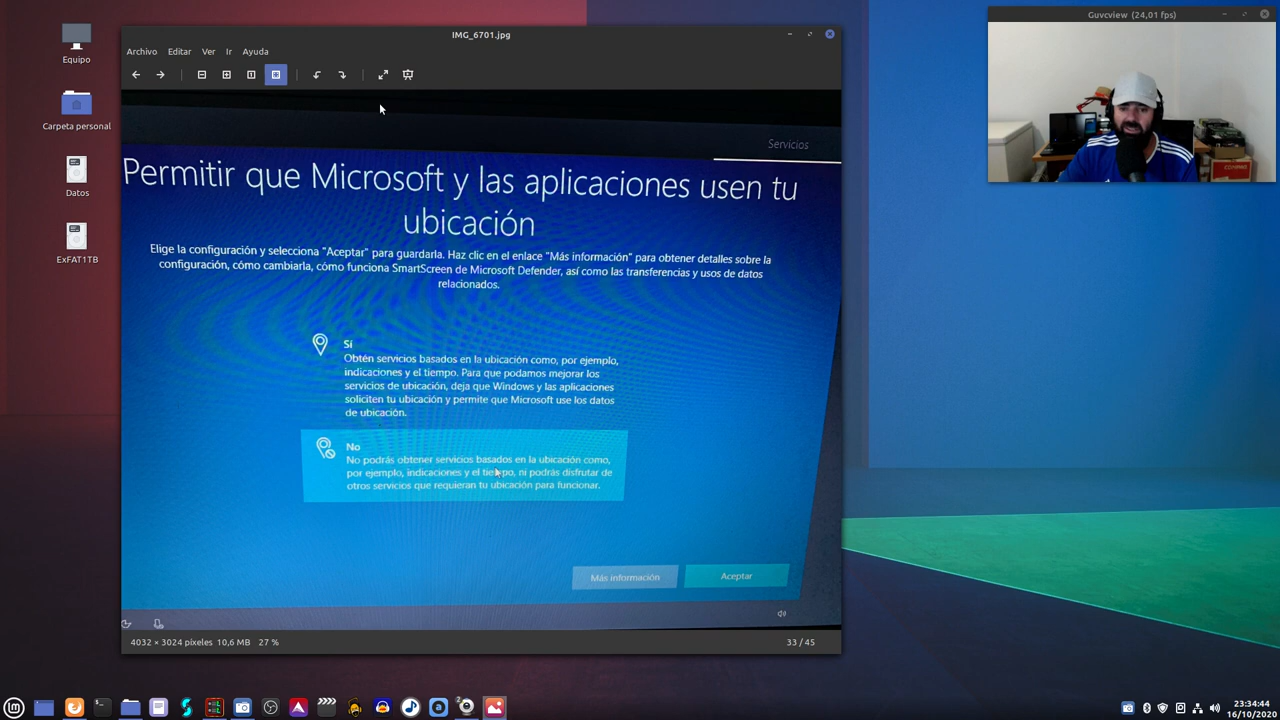 Equipo
Carpeta personal
Datos
ExFAT1TB
IMG_6701.jpg
Archivo Editar Ver Ir Ayuda
Servicios
Permitir que Microsoft y las aplicaciones usen tu
ubicación
Elige la configuración y selecciona "Aceptar" para guardarla. Haz clic en el enlace "Más información" para obtener detalles sobre la
configuración, cómo cambiarla, cómo funciona SmartScreen de Microsoft Defender, así como las transferencias y usos de datos
relacionados.
Sí
Obtén servicios basados en la ubicación como, por ejemplo,
indicaciones y el tiempo. Para que podamos mejorar los
servicios de ubicación, deja que Windows y las aplicaciones
soliciten tu ubicación y permite que Microsoft use los datos
de ubicación.
No
No podrás obtener servicios basados en la ubicación como,
por ejemplo, indicaciones y el tiempo, ni podrás disfrutar de
otros servicios que requieran tu ubicación para funcionar.
Más información
Aceptar
4032 × 3024 píxeles 10,6 MB 27 %
33 / 45
Guvcview (24,01 fps)
COMPAQ
23:34:44
16/10/2020